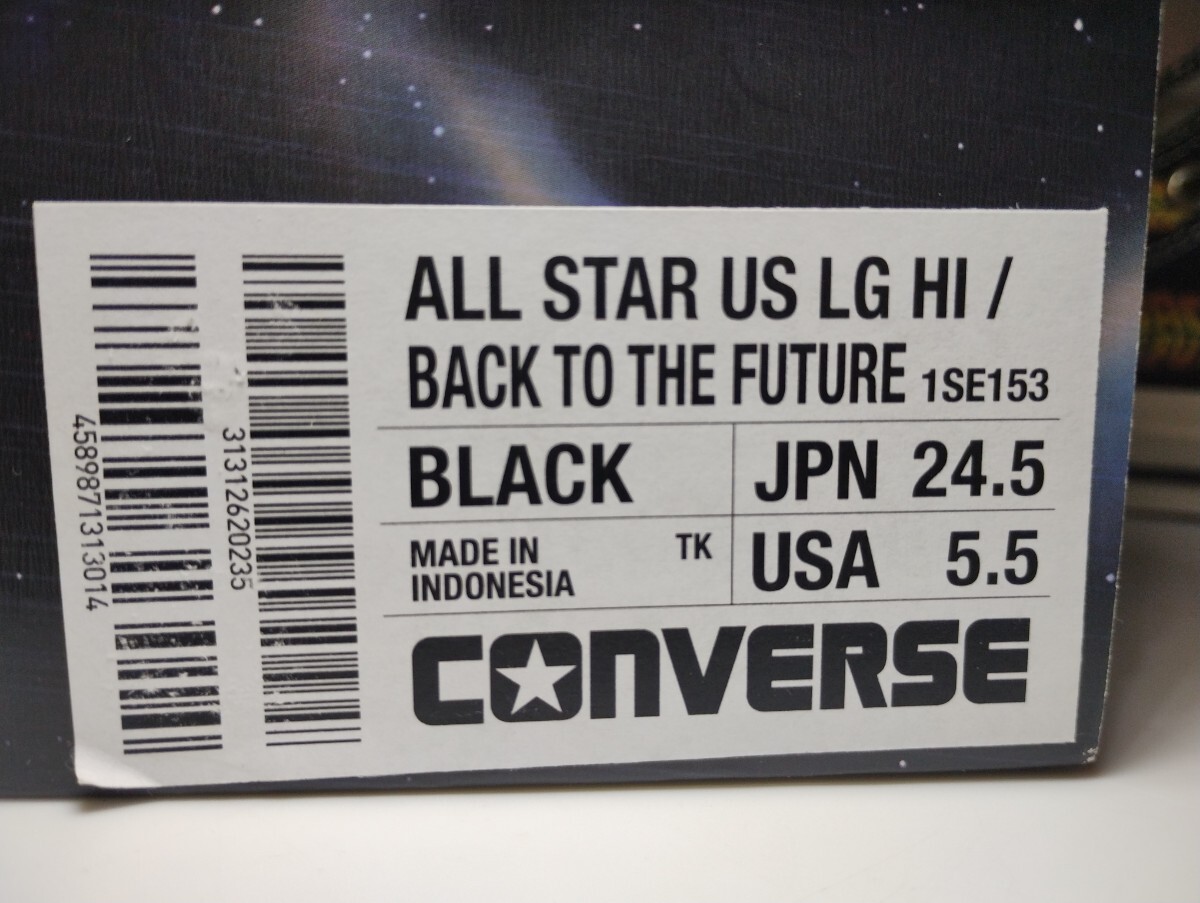 4589871313014
31312620235
ALL STAR US LG HI /
BACK TO THE FUTURE 1SE153
BLACK JPN 24.5
MADE IN INDONESIA TK USA 5.5
CONVERSE